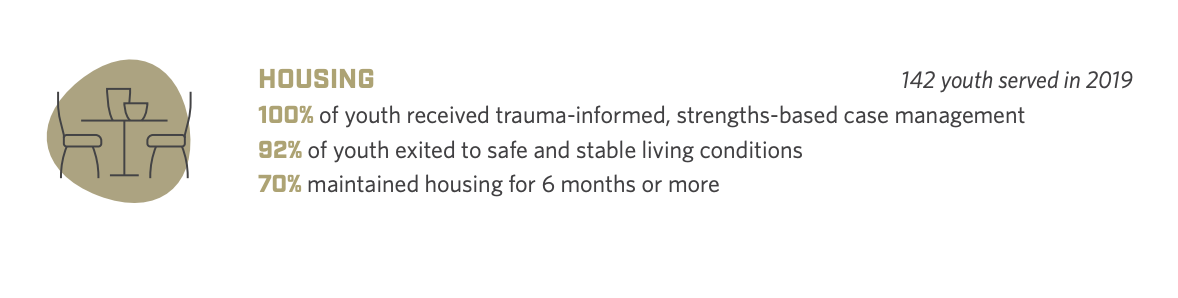 HOUSING
142 youth served in 2019
100% of youth received trauma-informed, strengths-based case management
92% of youth exited to safe and stable living conditions
70% maintained housing for 6 months or more